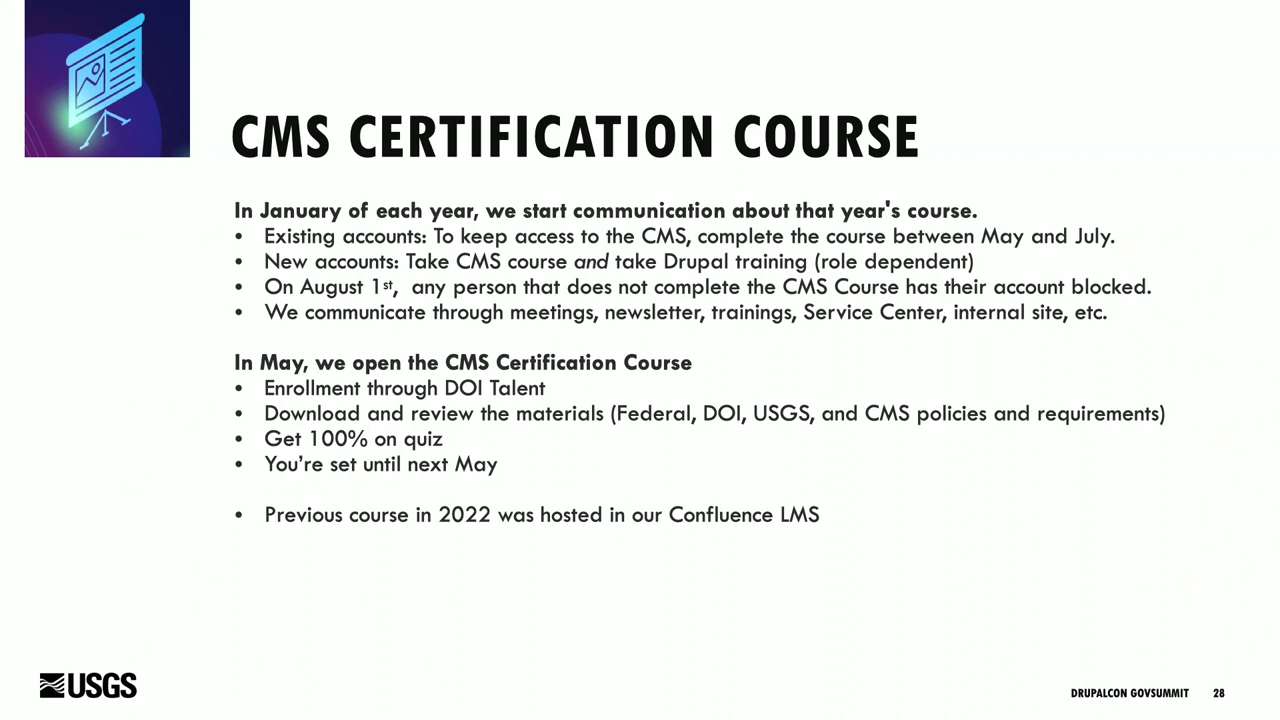 CMS CERTIFICATION COURSE
In January of each year, we start communication about that year's course.
• Existing accounts: To keep access to the CMS, complete the course between May and July.
• New accounts: Take CMS course and take Drupal training (role dependent)
• On August 1st,  any person that does not complete the CMS Course has their account blocked.
• We communicate through meetings, newsletter, trainings, Service Center, internal site, etc.
In May, we open the CMS Certification Course
• Enrollment through DOI Talent
• Download and review the materials (Federal, DOI, USGS, and CMS policies and requirements)
• Get 100% on quiz
• You’re set until next May
• Previous course in 2022 was hosted in our Confluence LMS
USGS
DRUPALCON GOVSUMMIT 28